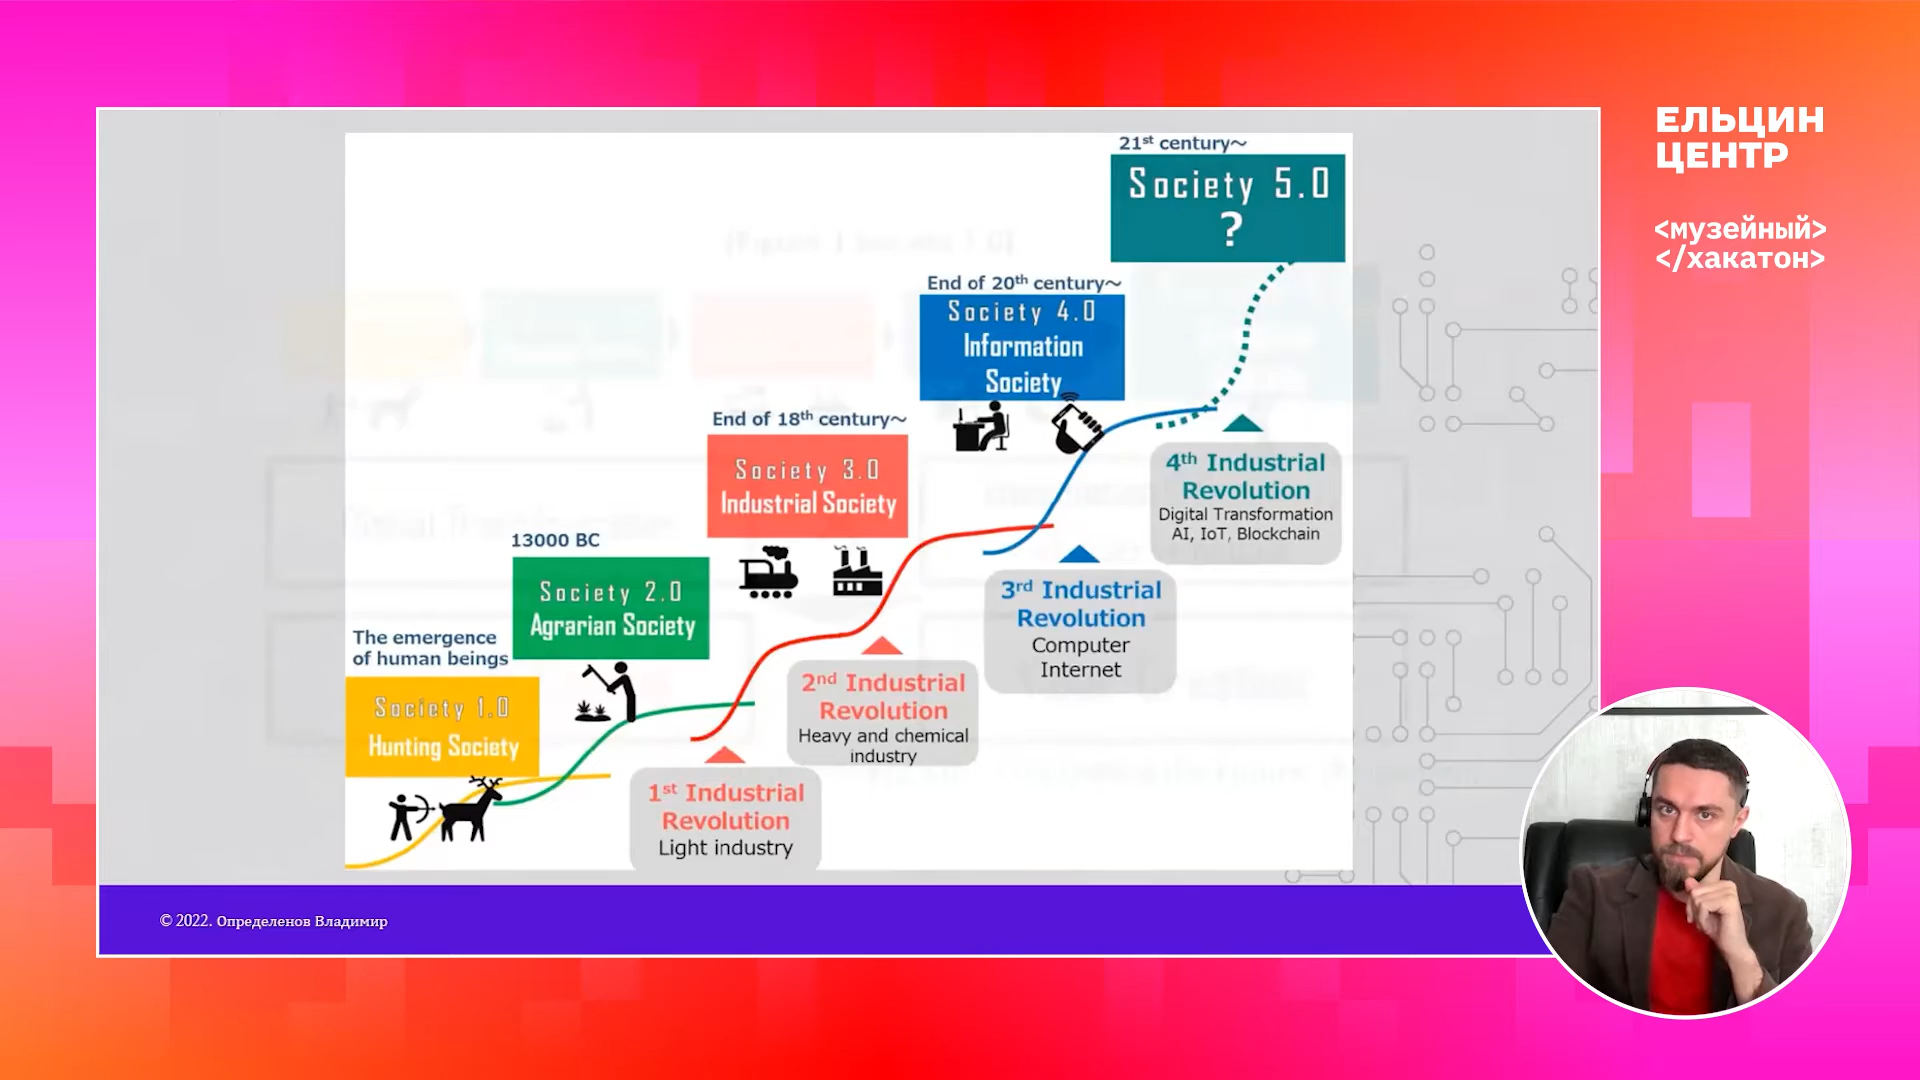 ЕЛЬЦИН
ЦЕНТР
<музейный>
</хакатон>
21st century～
Society 5.0
?
End of 20th century～
Society 4.0
Information
Society
End of 18th century～
Society 3.0
Industrial Society
4th Industrial
Revolution
Digital Transformation
AI, IoT, Blockchain
13000 BC
Society 2.0
Agrarian Society
3rd Industrial
Revolution
Computer
Internet
The emergence
of human beings
Society 1.0
Hunting Society
2nd Industrial
Revolution
Heavy and chemical
industry
1st Industrial
Revolution
Light industry
© 2022. Определенов Владимир